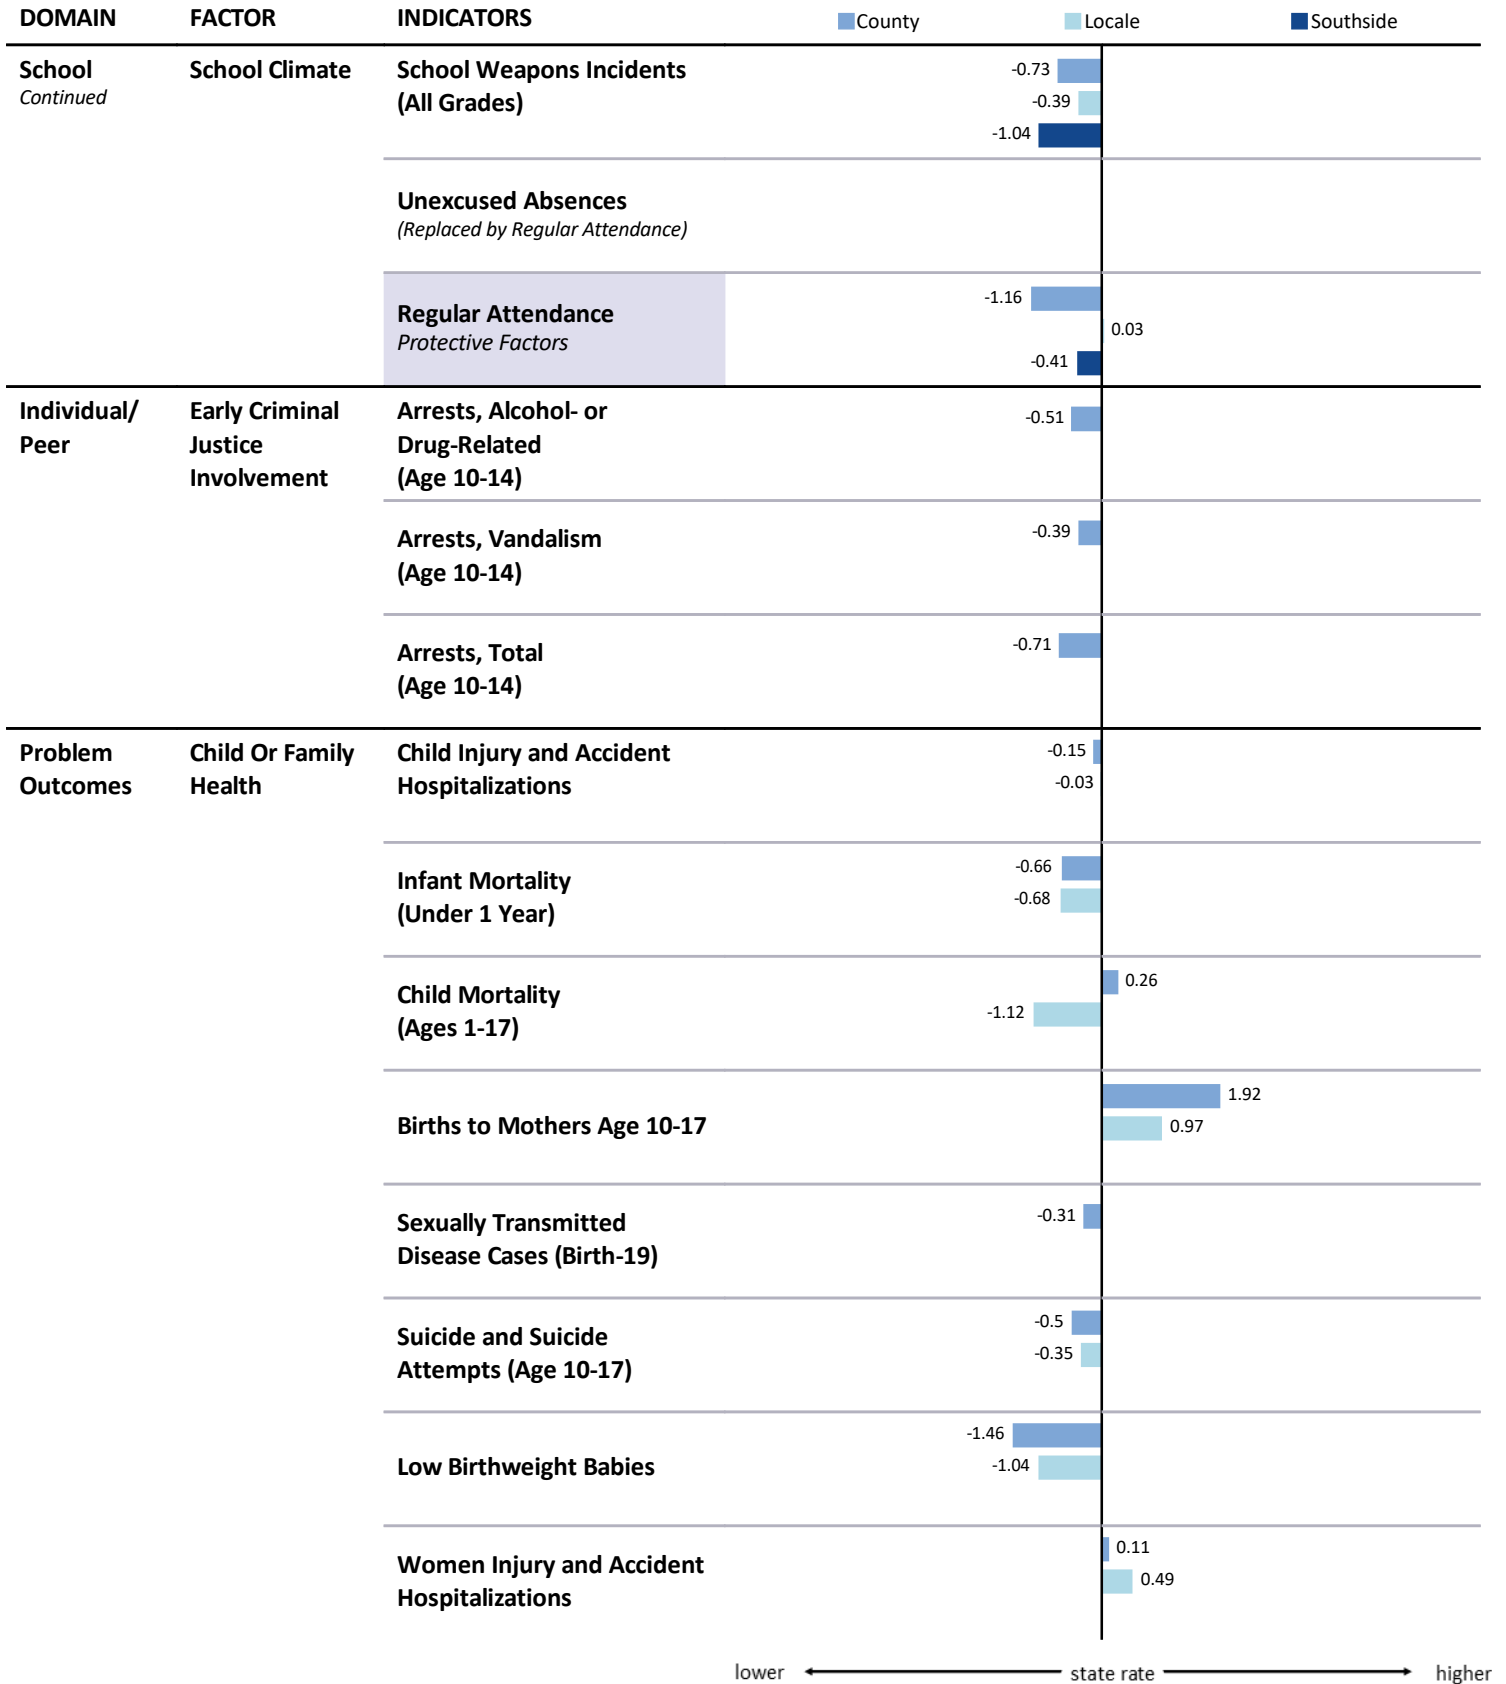 DOMAIN FACTOR INDICATORS County Locale Southside
School School Climate School Weapons Incidents
Continued (All Grades)
-0.73
-0.39
-1.04
Unexcused Absences
(Replaced by Regular Attendance)
Regular Attendance
Protective Factors
-1.16
0.03
-0.41
Individual/ Early Criminal Arrests, Alcohol- or
Peer Justice Drug-Related
Involvement (Age 10-14)
-0.51
Arrests, Vandalism
(Age 10-14)
-0.39
Arrests, Total
(Age 10-14)
-0.71
Problem Child Or Family Child Injury and Accident
Outcomes Health Hospitalizations
-0.15
-0.03
Infant Mortality
(Under 1 Year)
-0.66
-0.68
Child Mortality
(Ages 1-17)
0.26
-1.12
Births to Mothers Age 10-17
1.92
0.97
Sexually Transmitted
Disease Cases (Birth-19)
-0.31
Suicide and Suicide
Attempts (Age 10-17)
-0.5
-0.35
Low Birthweight Babies
-1.46
-1.04
Women Injury and Accident
Hospitalizations
0.11
0.49
lower state rate higher